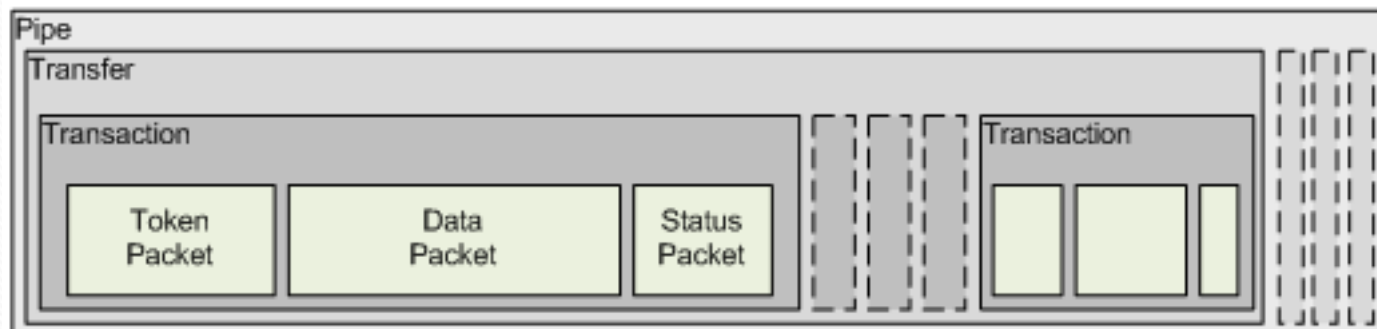 Pipe
Transfer
Transaction
Transaction
Token
Packet
Data
Packet
Status
Packet